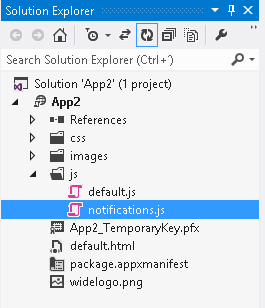 Solution Explorer
Search Solution Explorer (Ctrl+')
Solution 'App2' (1 project)
App2
References
css
images
js
default.js
notifications.js
App2_TemporaryKey.pfx
default.html
package.appxmanifest
widelogo.png